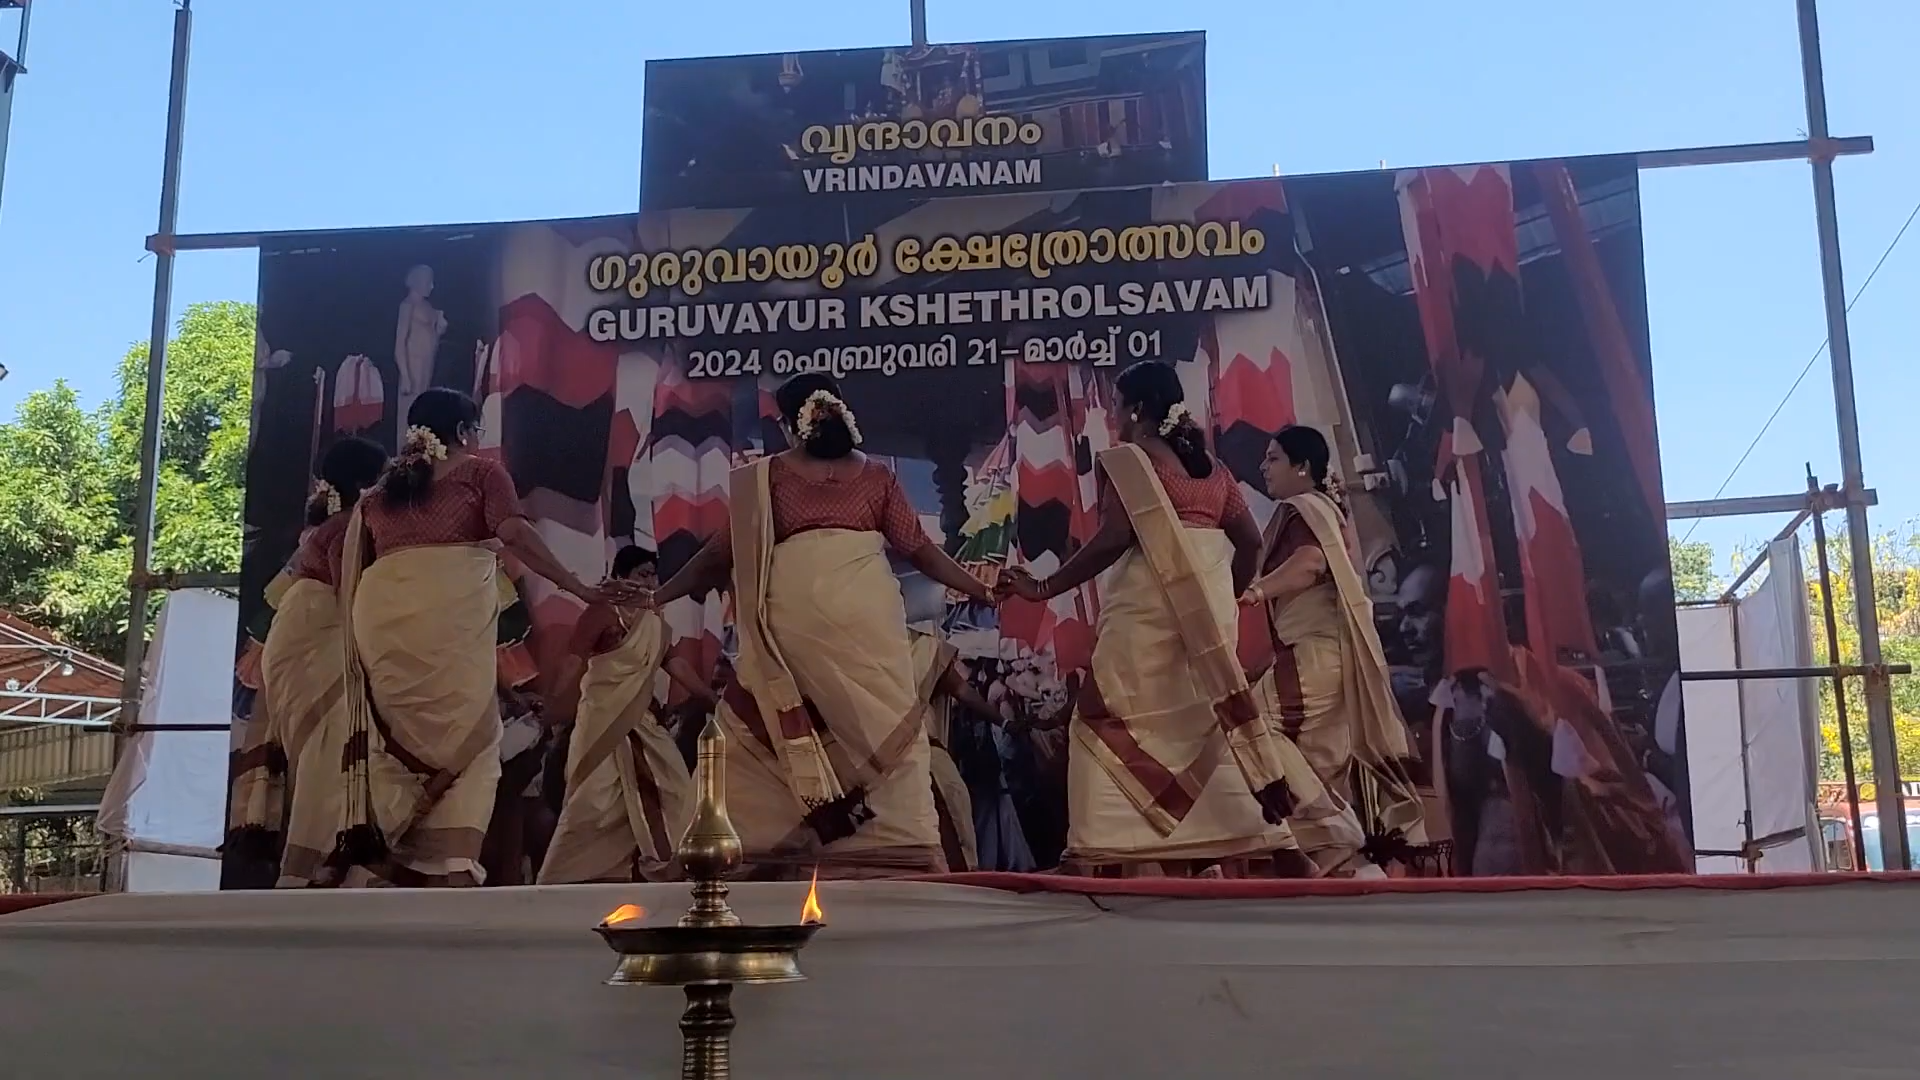 വൃന്ദാവനം
VRINDAVANAM
ഗുരുവായൂർ ക്ഷേത്രോത്സവം
GURUVAYUR KSHETHROLSAVAM
2024 ഫെബ്രുവരി 21-മാർച്ച് 01